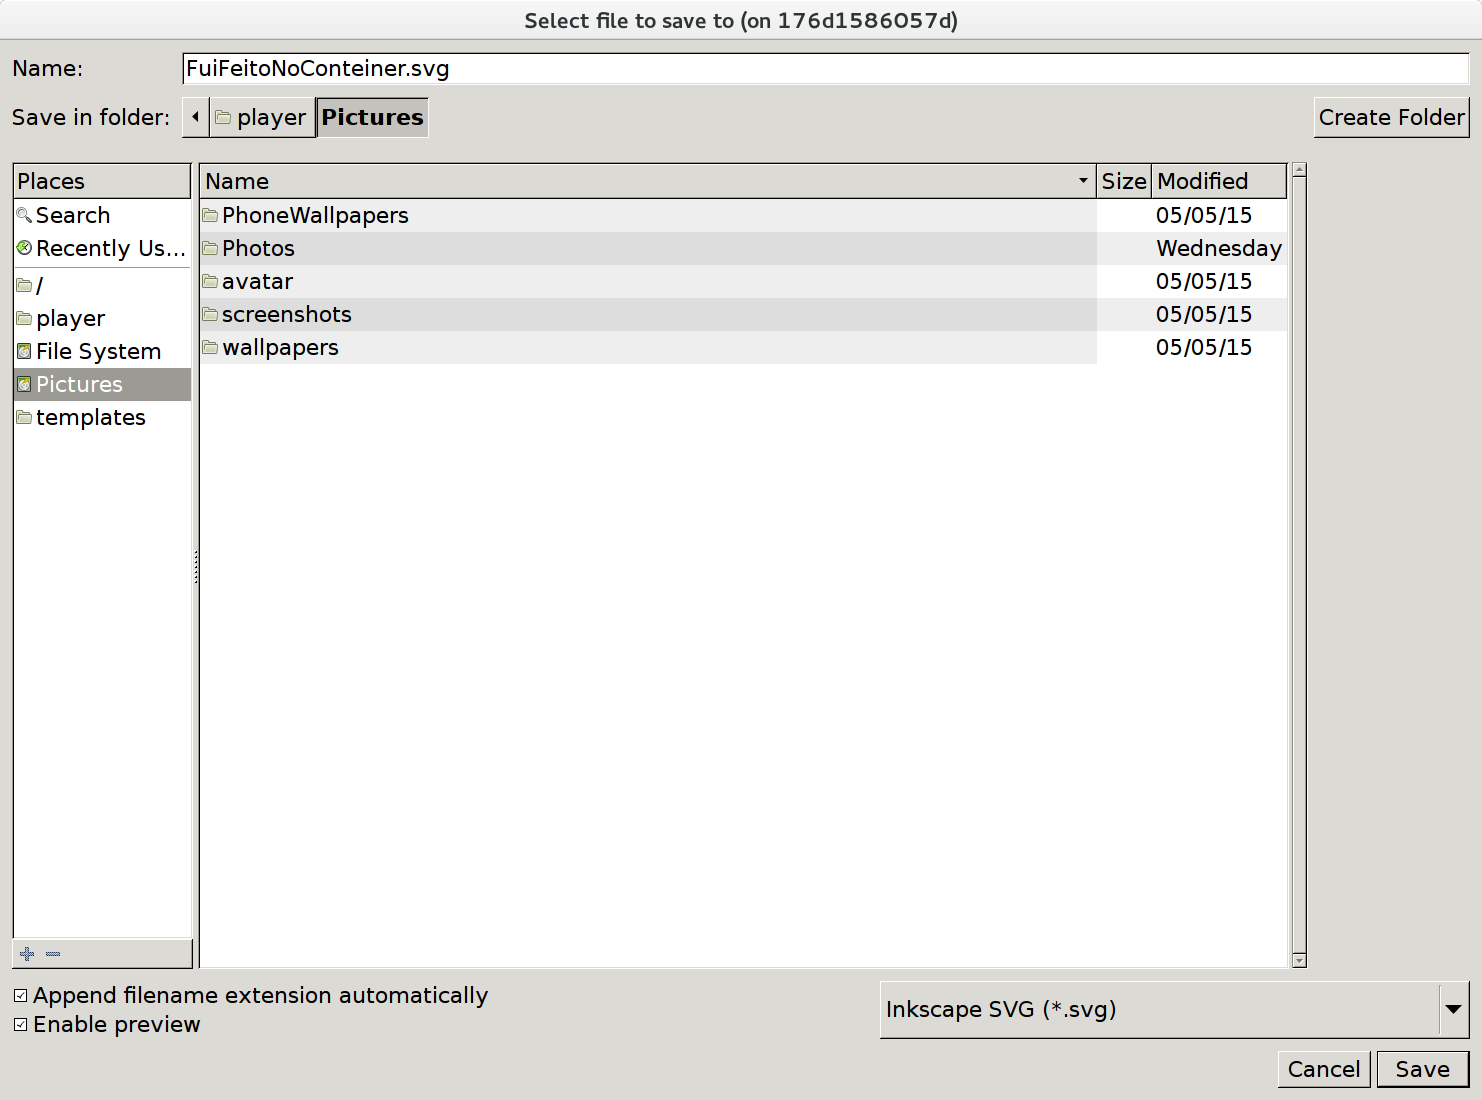 Select file to save to (on 176d1586057d)
Name: FuiFeitoNoConteiner.svg
Save in folder: player Pictures Create Folder
Places
Search
Recently Us...
/
player
File System
Pictures
templates
Name Size Modified
PhoneWallpapers 05/05/15
Photos Wednesday
avatar 05/05/15
screenshots 05/05/15
wallpapers 05/05/15
Append filename extension automatically
Enable preview
Inkscape SVG (*.svg)
Cancel Save